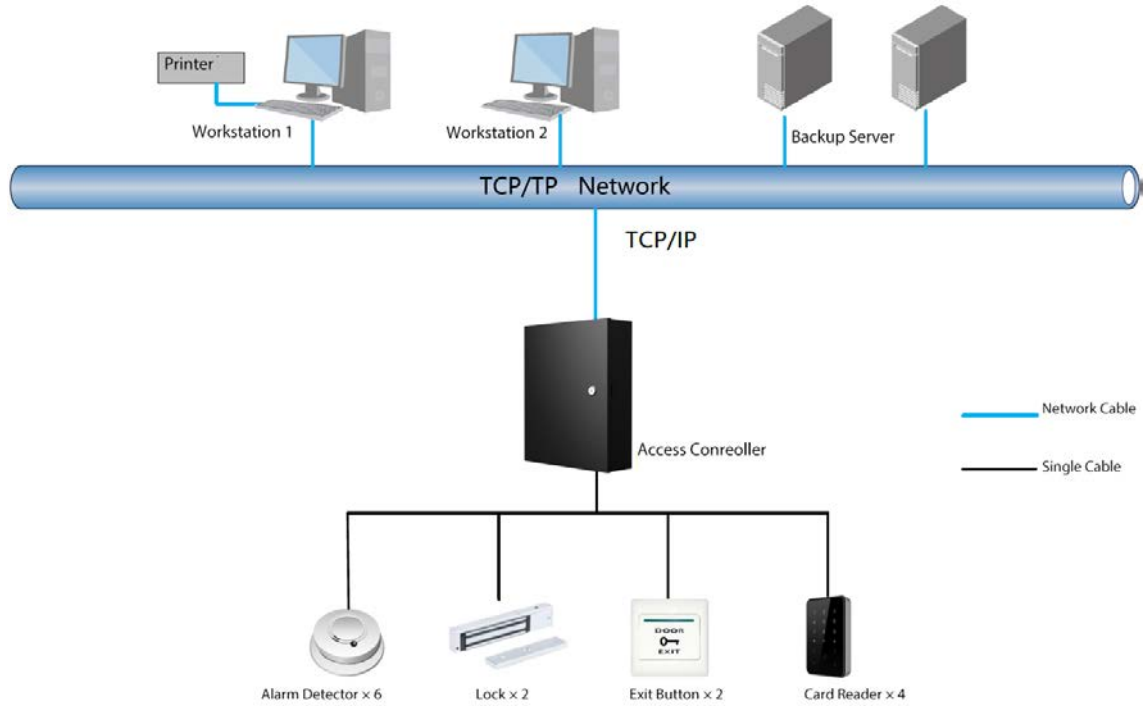 Printer
Workstation 1
Workstation 2
Backup Server
TCP/TP Network
TCP/IP
Access Conreoller
Network Cable
Single Cable
DOOR
EXIT
Alarm Detector × 6
Lock × 2
Exit Button × 2
Card Reader × 4